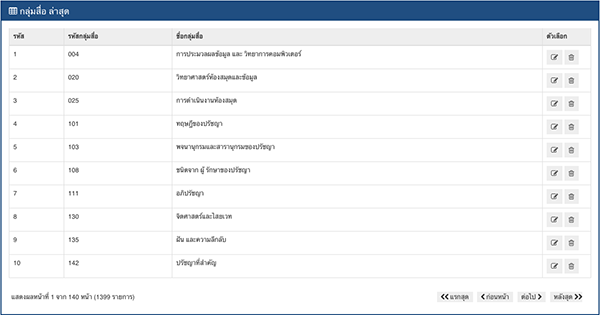 กลุ่มสื่อ ล่าสุด
รหัส รหัสกลุ่มสื่อ ชื่อกลุ่มสื่อ ตัวเลือก
1 004 การประมวลผลข้อมูล และ วิทยาการคอมพิวเตอร์
2 020 วิทยาศาสตร์ห้องสมุดและข้อมูล
3 025 การดำเนินงานห้องสมุด
4 101 ทฤษฎีของปรัชญา
5 103 พจนานุกรมและสารานุกรมของปรัชญา
6 108 ชนิดจาก ผู้ รักษาของปรัชญา
7 111 อภิปรัชญา
8 130 จิตศาสตร์และไสยเวท
9 135 ฝัน และความลึกลับ
10 142 ปรัชญาที่สำคัญ
แสดงผลหน้าที่ 1 จาก 140 หน้า (1399 รายการ) แรกสุด ก่อนหน้า ต่อไป หลังสุด